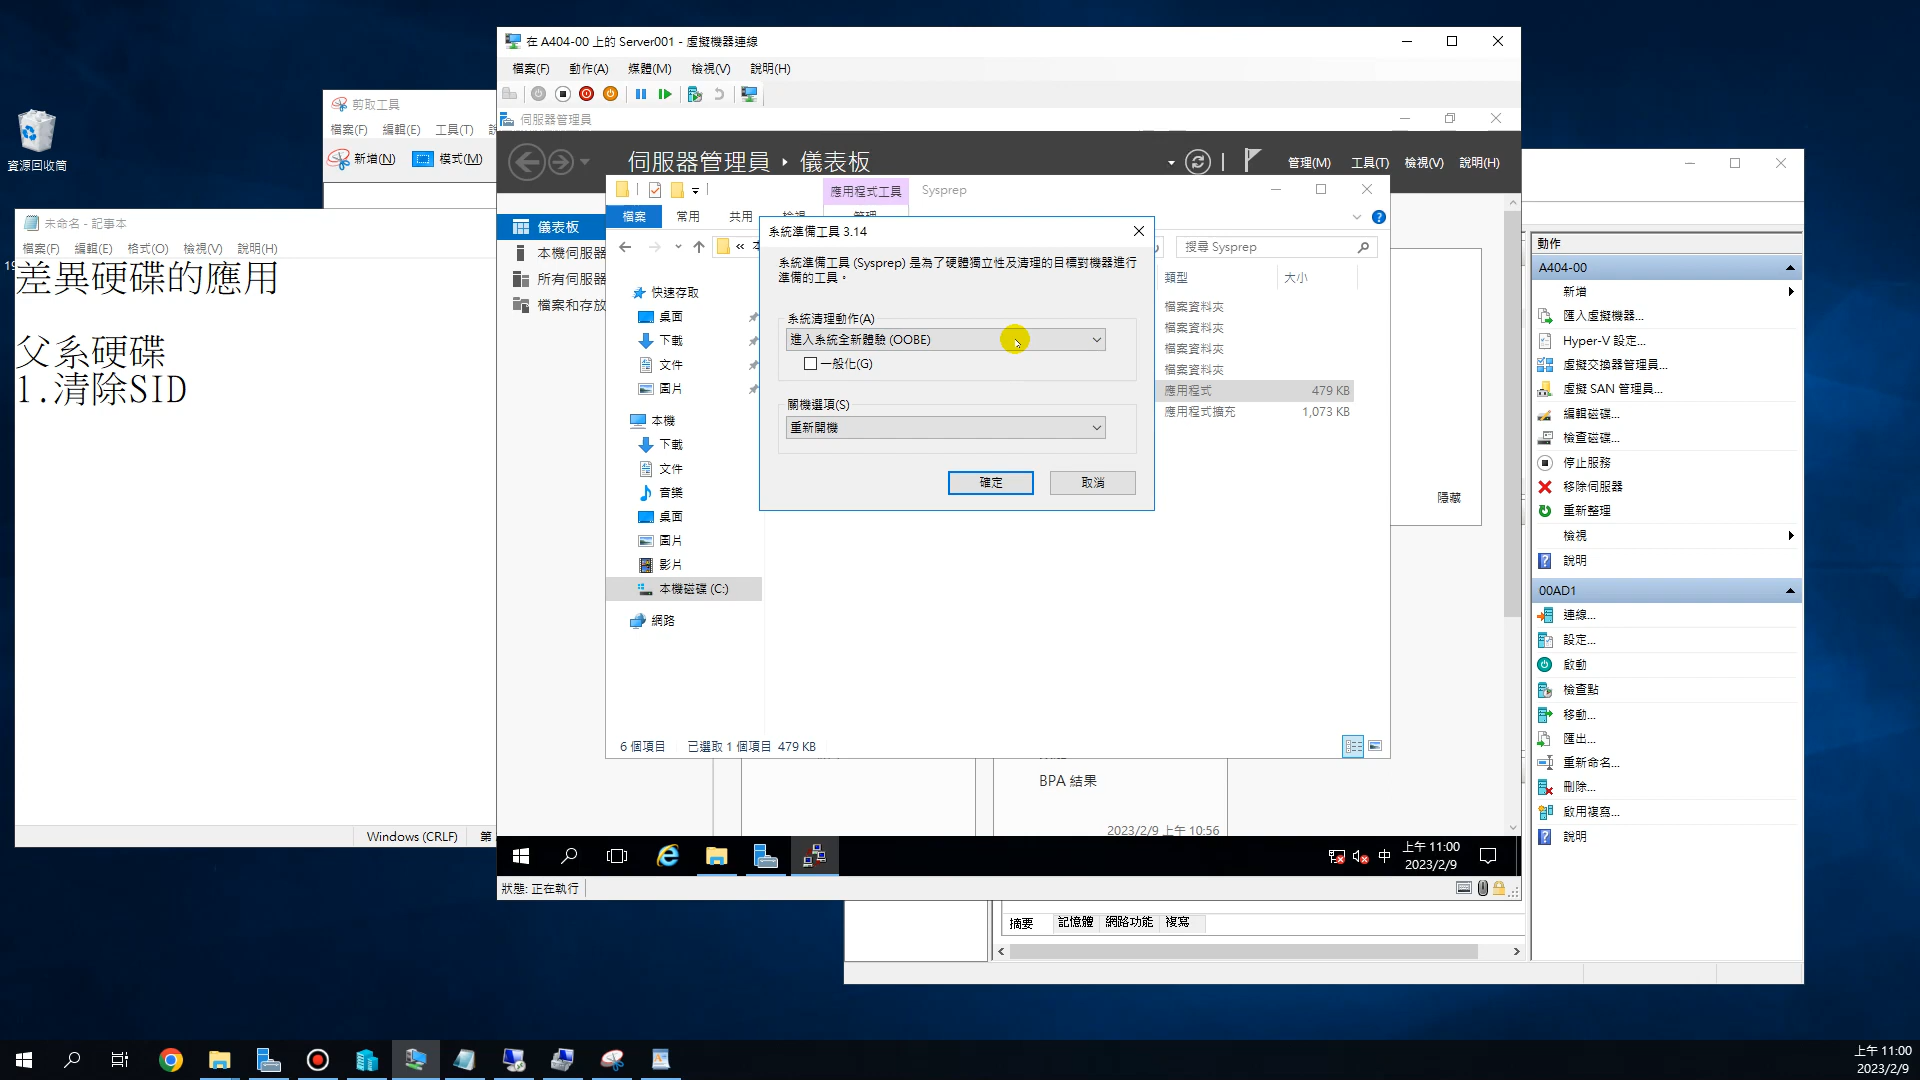 在 A404-00 上的 Server001 - 虛擬機器連線
檔案(F) 動作(A) 媒體(M) 檢視(V) 說明(H)
伺服器管理員
伺服器管理員 ‣ 儀表板
管理(M) 工具(T) 檢視(V) 說明(H)
資源回收筒
剪取工具
檔案(F) 編輯(E) 工具(T)
新增(N) 模式(M)
未命名 - 記事本
檔案(F) 編輯(E) 格式(O) 檢視(V) 說明(H)
差異硬碟的應用
父系硬碟
1.清除SID
Windows (CRLF) 第
儀表板
本機伺服器
所有伺服器
檔案和存放
應用程式工具 Sysprep
檔案 常用 共用 檢視 管理
搜尋 Sysprep
快速存取
桌面
下載
文件
圖片
本機
下載
文件
音樂
桌面
圖片
影片
本機磁碟 (C:)
網路
類型 大小
檔案資料夾
檔案資料夾
檔案資料夾
檔案資料夾
應用程式 479 KB
應用程式擴充 1,073 KB
6 個項目 已選取 1 個項目 479 KB
系統準備工具 3.14
系統準備工具 (Sysprep) 是為了硬體獨立性及清理的目標對機器進行
準備的工具。
系統清理動作(A)
進入系統全新體驗 (OOBE)
一般化(G)
關機選項(S)
重新開機
確定 取消
隱藏
BPA 結果
2023/2/9 上午 10:56
中
上午 11:00
2023/2/9
狀態: 正在執行
摘要 記憶體 網路功能 複寫
動作
A404-00
新增
匯入虛擬機器...
Hyper-V 設定...
虛擬交換器管理員...
虛擬 SAN 管理員...
編輯磁碟...
檢查磁碟...
停止服務
移除伺服器
重新整理
檢視
說明
00AD1
連線...
設定...
啟動
檢查點
移動...
匯出...
重新命名...
刪除...
啟用複寫...
說明
上午 11:00
2023/2/9